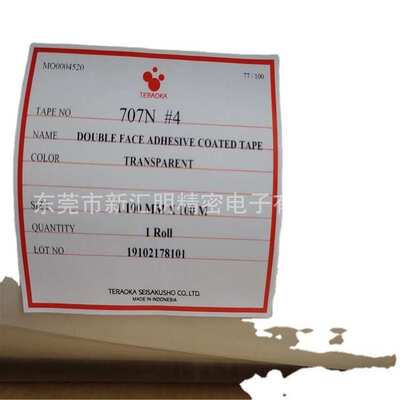 MO0004520
77 / 100
TERAOKA
TAPE NO 707N #4
NAME DOUBLE FACE ADHESIVE COATED TAPE
COLOR TRANSPARENT
东莞市新汇明精密电子有
MM X
QUANTITY 1 Roll
LOT NO 19102178101
TERAOKA SEISAKUSHO CO., LTD.
MADE IN INDONESIA